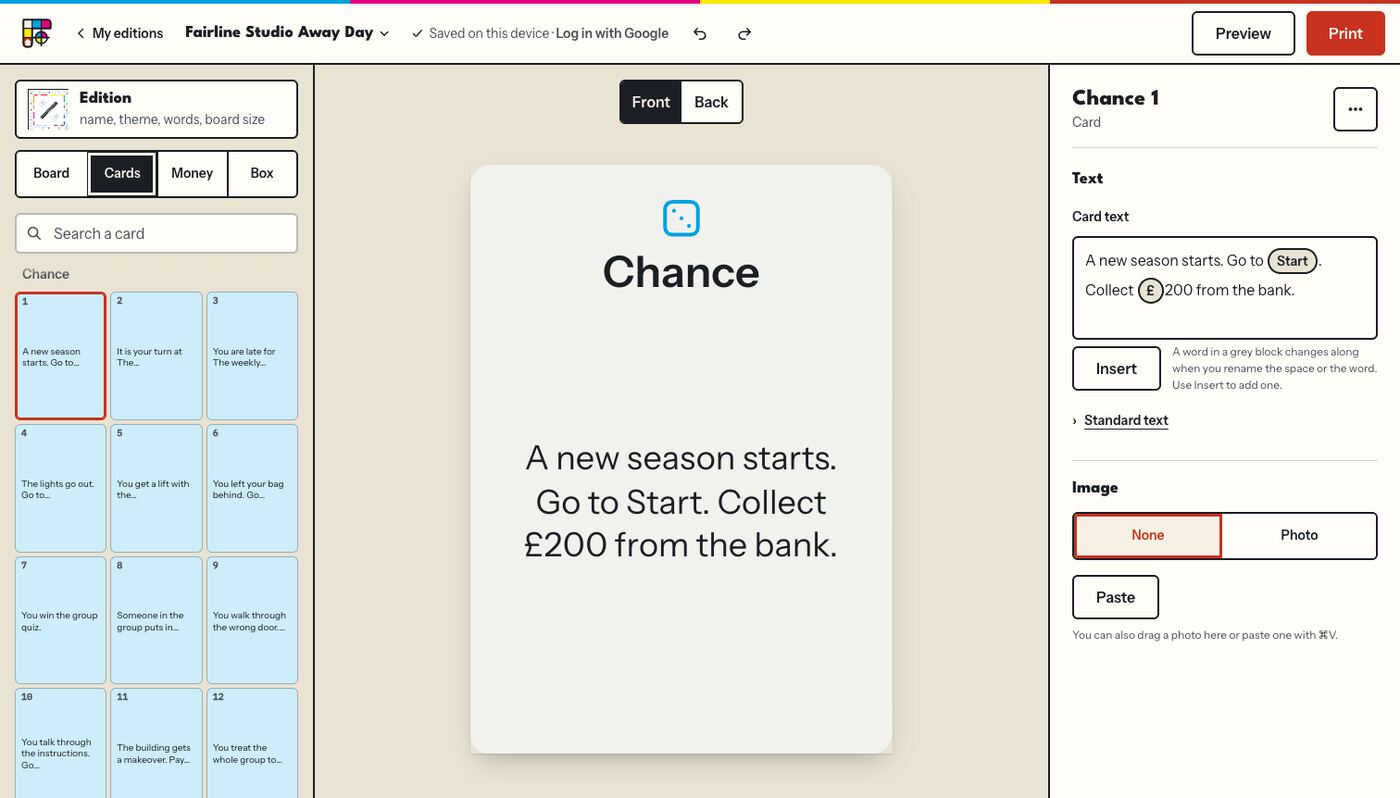 My editions
Fairline Studio Away Day
Saved on this device · Log in with Google
Preview
Print
Edition
name, theme, words, board size
Board
Cards
Money
Box
Search a card
Chance
1
A new season
starts. Go to…
2
It is your turn at
The…
3
You are late for
The weekly…
4
The lights go out.
Go to…
5
You get a lift with
the…
6
You left your bag
behind. Go…
7
You win the group
quiz.
8
Someone in the
group puts in…
9
You walk through
the wrong door.…
10
You talk through
the instructions.
Go…
11
The building gets
a makeover. Pay…
12
You treat the
whole group to…
Front
Back
Chance
A new season starts.
Go to Start. Collect
£200 from the bank.
Chance 1
Card
Text
Card text
A new season starts. Go to Start.
Collect £200 from the bank.
Insert
A word in a grey block changes along
when you rename the space or the word.
Use Insert to add one.
› Standard text
Image
None
Photo
Paste
You can also drag a photo here or paste one with ⌘V.